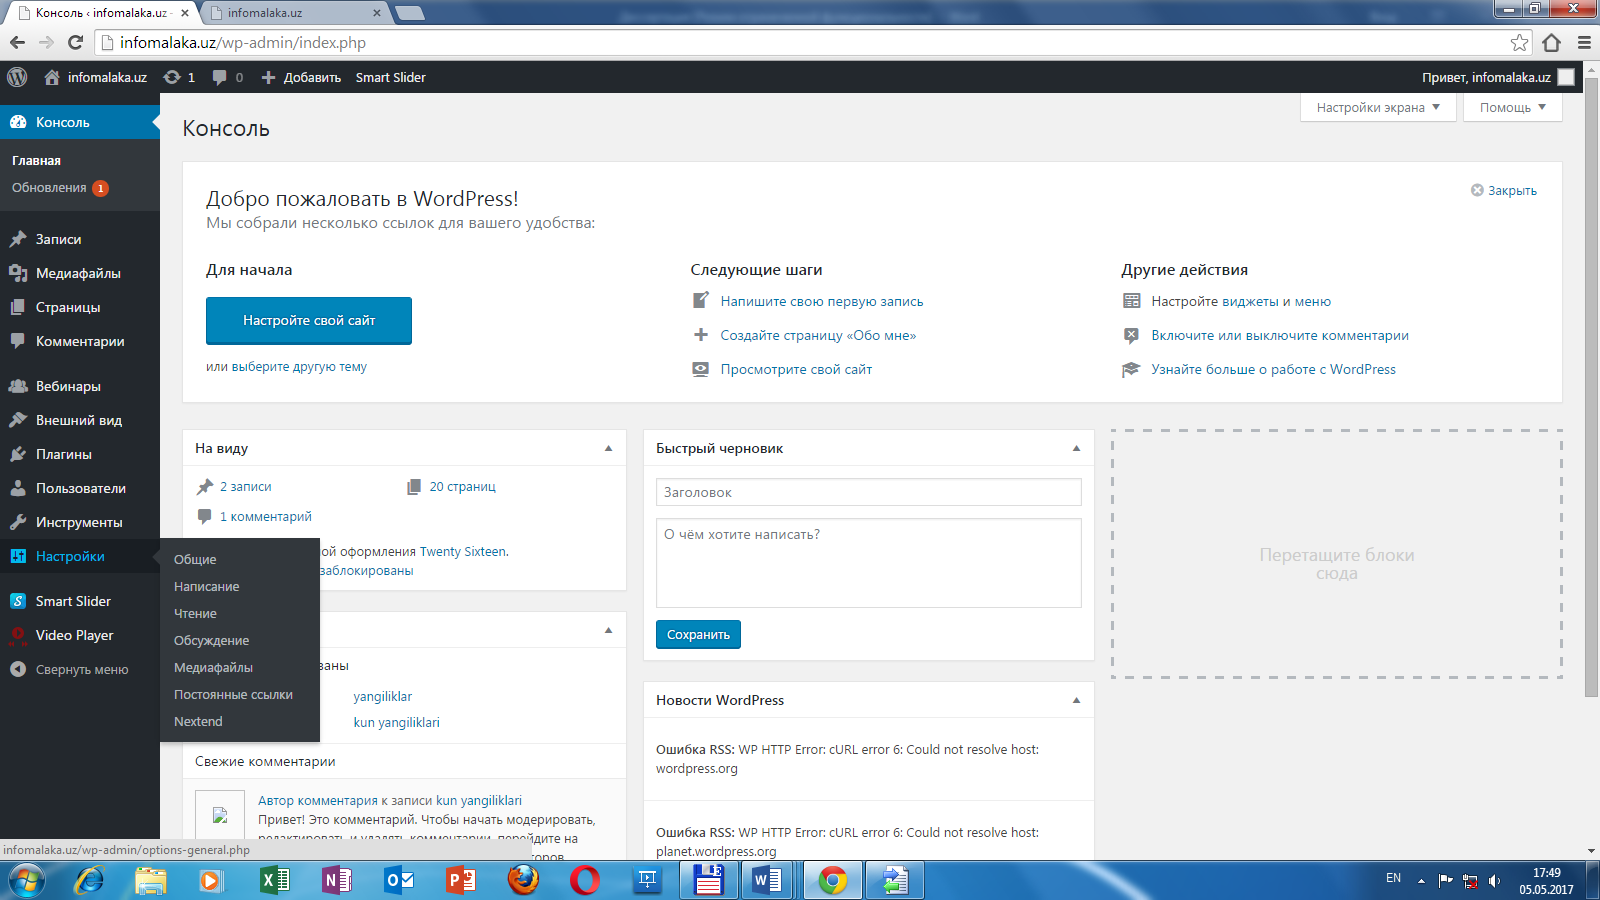 Консоль ‹ infomalaka.uz -
infomalaka.uz
infomalaka.uz/wp-admin/index.php
infomalaka.uz
1
0
Добавить
Smart Slider
Привет, infomalaka.uz
Консоль
Главная
Обновления 1
Записи
Медиафайлы
Страницы
Комментарии
Вебинары
Внешний вид
Плагины
Пользователи
Инструменты
Настройки
Smart Slider
Video Player
Свернуть меню
Общие
Написание
Чтение
Обсуждение
Медиафайлы
Постоянные ссылки
Nextend
Настройки экрана
Помощь
Консоль
Добро пожаловать в WordPress!
Мы собрали несколько ссылок для вашего удобства:
Закрыть
Для начала
Настройте свой сайт
или выберите другую тему
Следующие шаги
Напишите свою первую запись
Создайте страницу «Обо мне»
Просмотрите свой сайт
Другие действия
Настройте виджеты и меню
Включите или выключите комментарии
Узнайте больше о работе с WordPress
На виду
2 записи
20 страниц
1 комментарий
ой оформления Twenty Sixteen.
заблокированы
аны
yangiliklar
kun yangiliklari
Свежие комментарии
Автор комментария к записи kun yangiliklari
Привет! Это комментарий. Чтобы начать модерировать,
редактировать и удалять комментарии, перейдите на
Быстрый черновик
Заголовок
О чём хотите написать?
Сохранить
Новости WordPress
Ошибка RSS: WP HTTP Error: cURL error 6: Could not resolve host:
wordpress.org
Ошибка RSS: WP HTTP Error: cURL error 6: Could not resolve host:
planet.wordpress.org
Перетащите блоки
сюда
infomalaka.uz/wp-admin/options-general.php
EN
17:49
05.05.2017